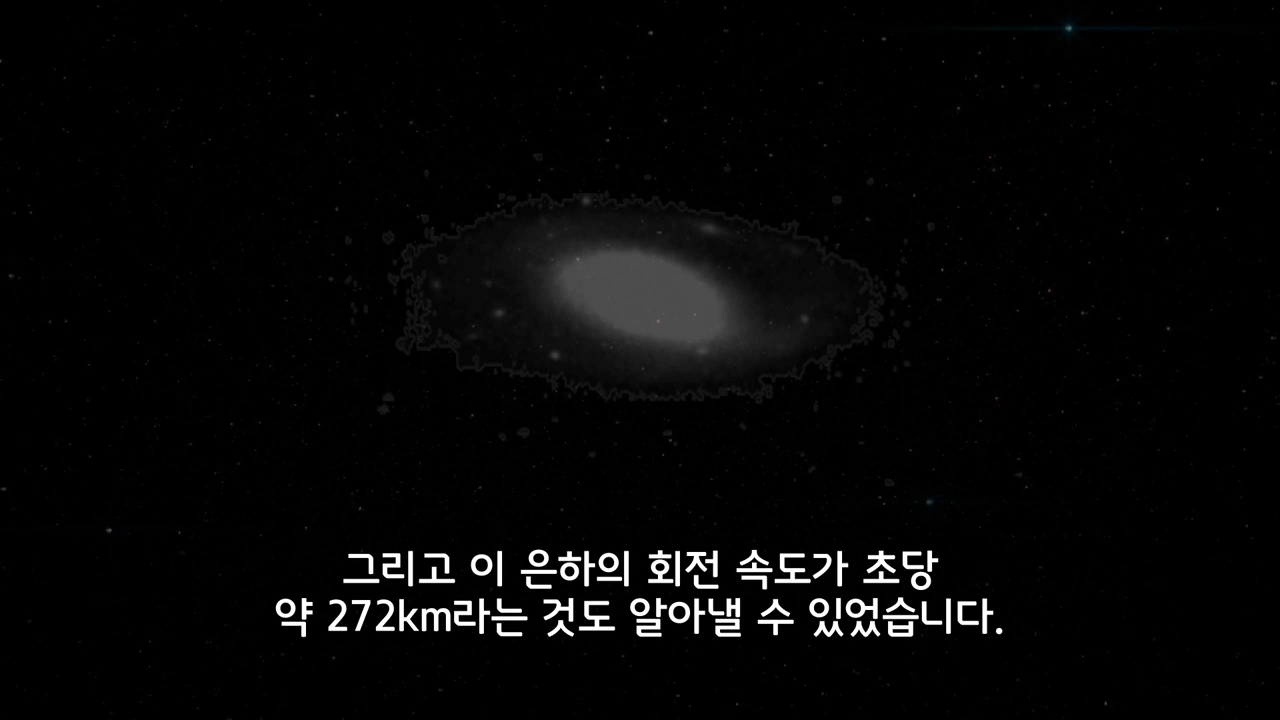 그리고 이 은하의 회전 속도가 초당
약 272km라는 것도 알아낼 수 있었습니다.